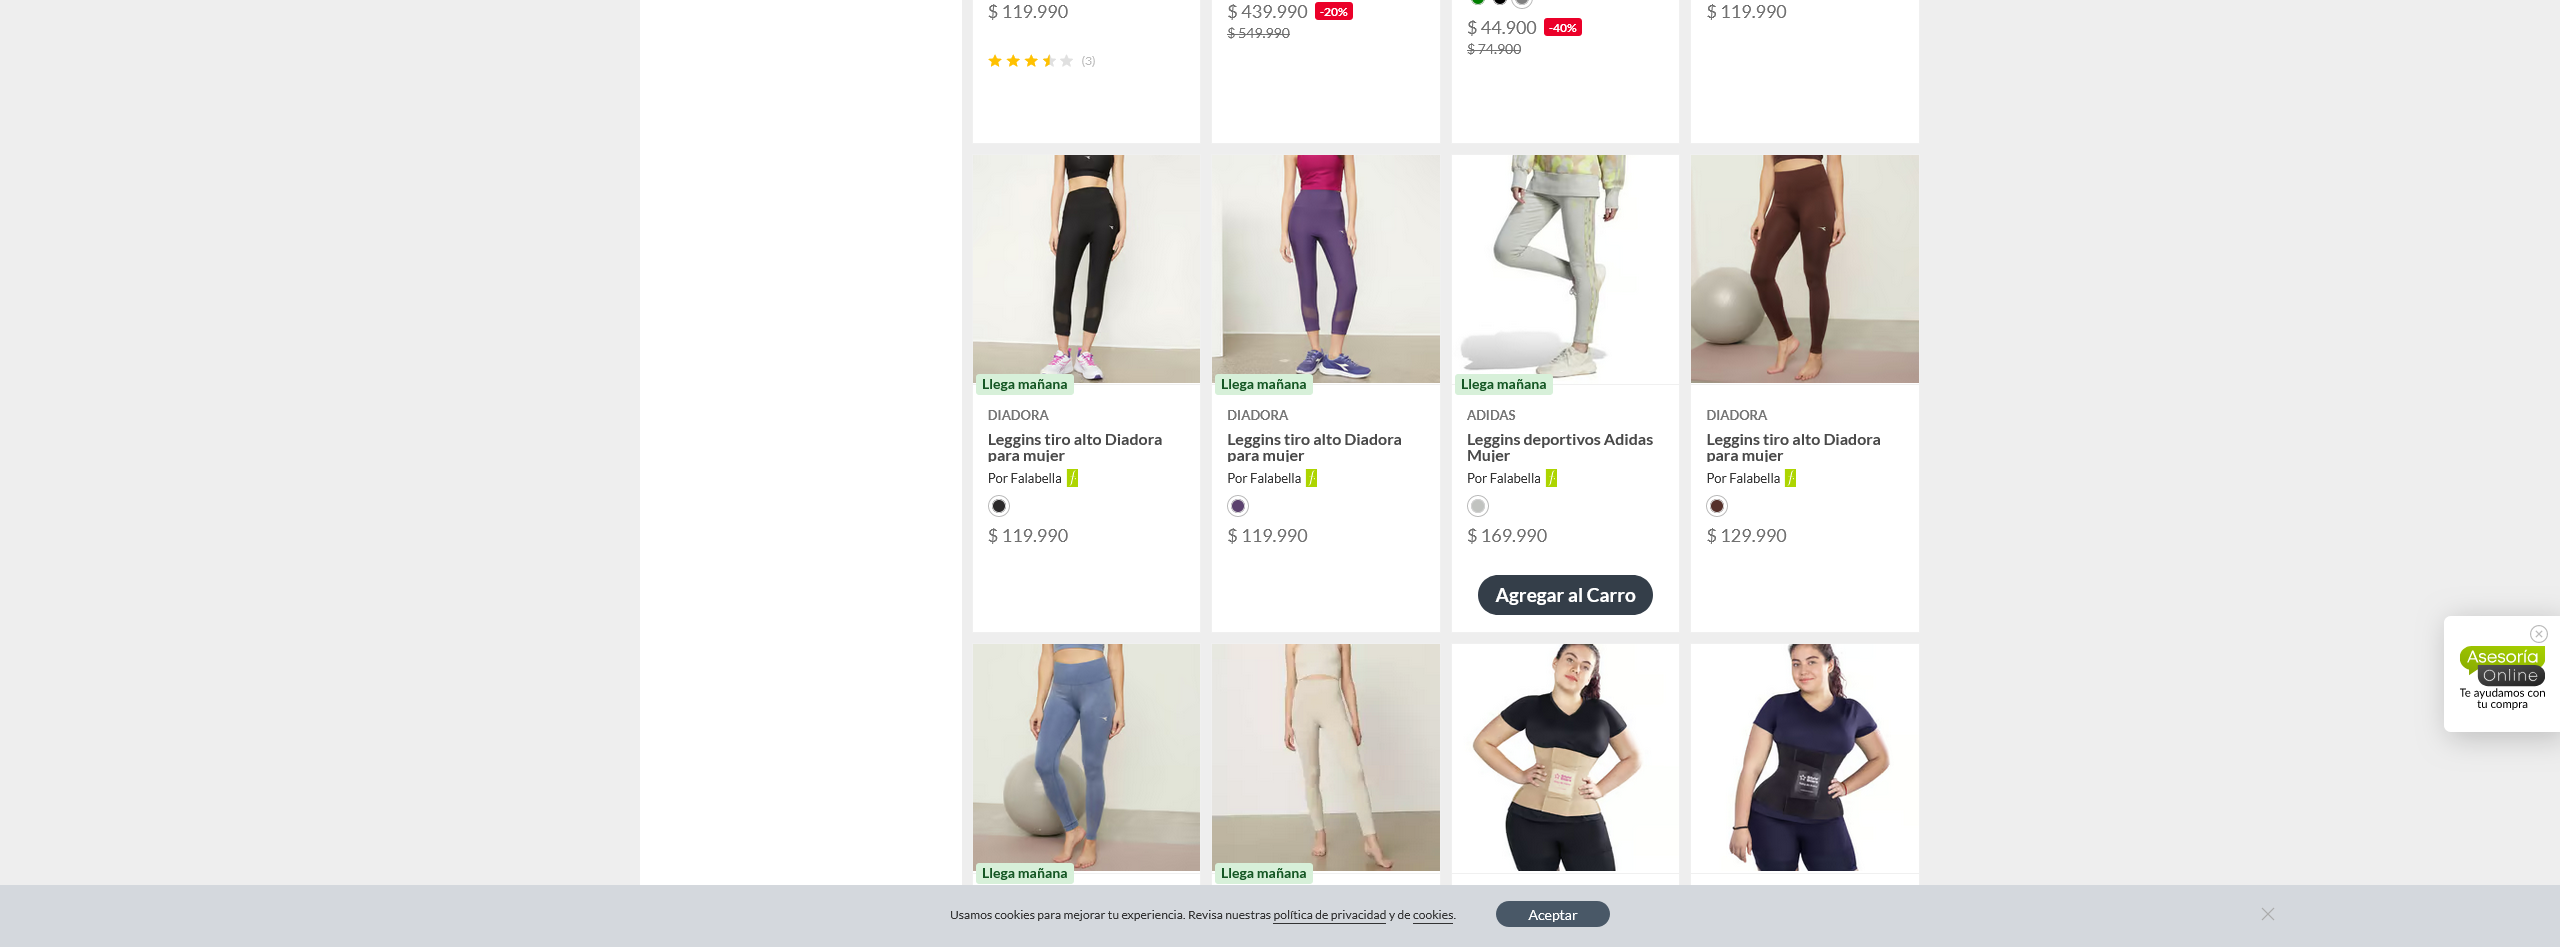 $ 119.990
(3)
$ 439.990 -20%
$ 549.990
$ 44.900 -40%
$ 74.900
$ 119.990
Llega mañana
DIADORA
Leggins tiro alto Diadora
para mujer
Por Falabella
$ 119.990
Llega mañana
DIADORA
Leggins tiro alto Diadora
para mujer
Por Falabella
$ 119.990
Llega mañana
ADIDAS
Leggins deportivos Adidas
Mujer
Por Falabella
$ 169.990
Agregar al Carro
DIADORA
Leggins tiro alto Diadora
para mujer
Por Falabella
$ 129.990
Llega mañana
Llega mañana
Asesoría
Online
Te ayudamos con
tu compra
Usamos cookies para mejorar tu experiencia. Revisa nuestras política de privacidad y de cookies.
Aceptar